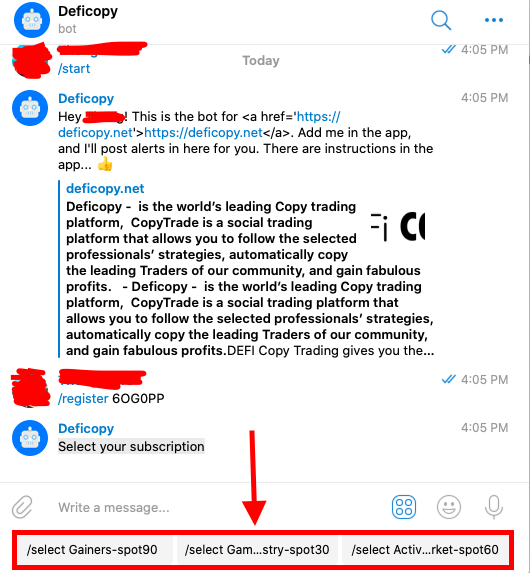 Deficopy
bot
4:05 PM
/start
Today
Deficopy
4:05 PM
Hey ! This is the bot for <a href='https://
deficopy.net'>https://deficopy.net</a>. Add me in the app,
and I'll post alerts in here for you. There are instructions in the
app... 👍
deficopy.net
Deficopy - is the world's leading Copy trading
platform, CopyTrade is a social trading
platform that allows you to follow the selected
professionals' strategies, automatically copy
the leading Traders of our community, and gain fabulous
profits. - Deficopy - is the world's leading Copy trading
platform, CopyTrade is a social trading platform that
allows you to follow the selected professionals' strategies,
automatically copy the leading Traders of our community,
and gain fabulous profits.DEFI Copy Trading gives you the...
4:05 PM
/register 6OG0PP
Deficopy
4:05 PM
Select your subscription
Write a message...
/select Gainers-spot90
/select Gam...stry-spot30
/select Activ...rket-spot60